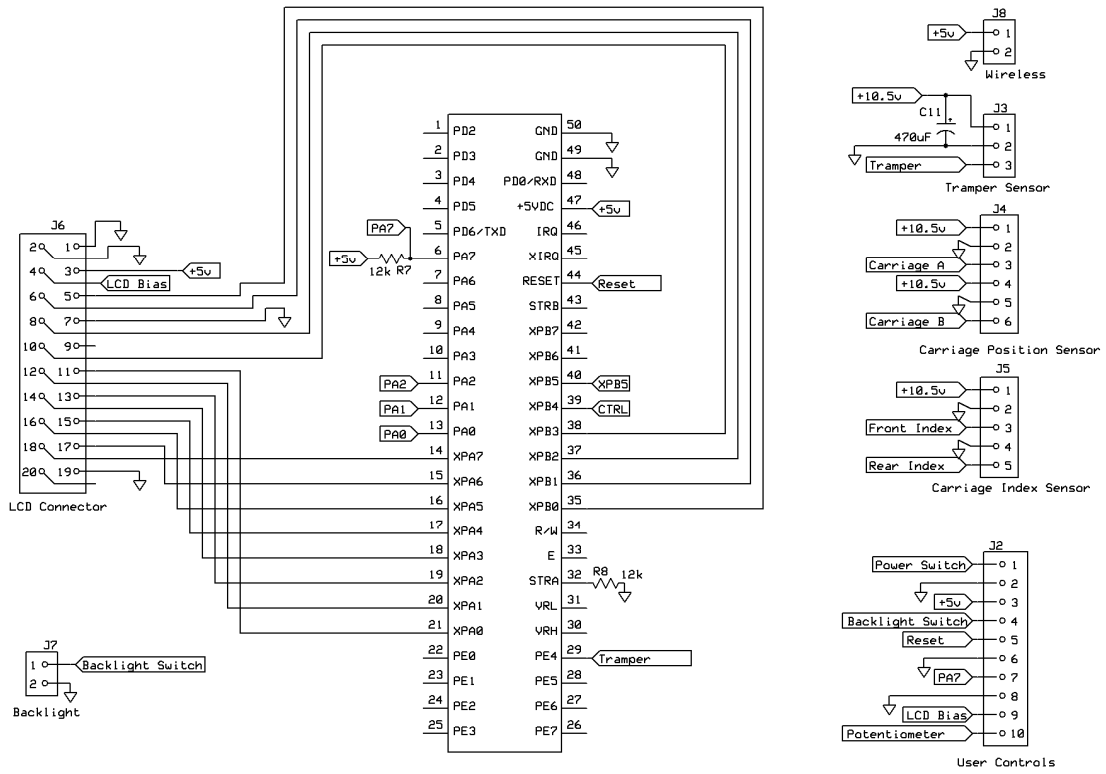 J8
+5v
1
2
Wireless
+10.5v
C11
+
470uF
J3
1
2
3
Tramper
Tramper Sensor
J4
+10.5v 1
2
Carriage A 3
+10.5v 4
5
Carriage B 6
Carriage Position Sensor
J5
+10.5v 1
2
Front Index 3
4
Rear Index 5
Carriage Index Sensor
J2
Power Switch 1
2
+5v 3
Backlight Switch 4
Reset 5
6
PA7 7
8
LCD Bias 9
Potentiometer 10
User Controls
J6
2 1
4 3 +5v
LCD Bias
6 5
8 7
10 9
12 11
14 13
16 15
18 17
20 19
LCD Connector
J7
1 Backlight Switch
2
Backlight
PA7
+5v
12k R7
PA2
PA1
PA0
1 PD2 GND 50
2 PD3 GND 49
3 PD4 PD0/RXD 48
4 PD5 +5VDC 47 +5v
5 PD6/TXD IRQ 46
6 PA7 XIRQ 45
7 PA6 RESET 44 Reset
8 PA5 STRB 43
9 PA4 XPB7 42
10 PA3 XPB6 41
11 PA2 XPB5 40 XPB5
12 PA1 XPB4 39 CTRL
13 PA0 XPB3 38
14 XPA7 XPB2 37
15 XPA6 XPB1 36
16 XPA5 XPB0 35
17 XPA4 R/W 34
18 XPA3 E 33
19 XPA2 STRA 32 R8 12k
20 XPA1 VRL 31
21 XPA0 VRH 30
22 PE0 PE4 29 Tramper
23 PE1 PE5 28
24 PE2 PE6 27
25 PE3 PE7 26